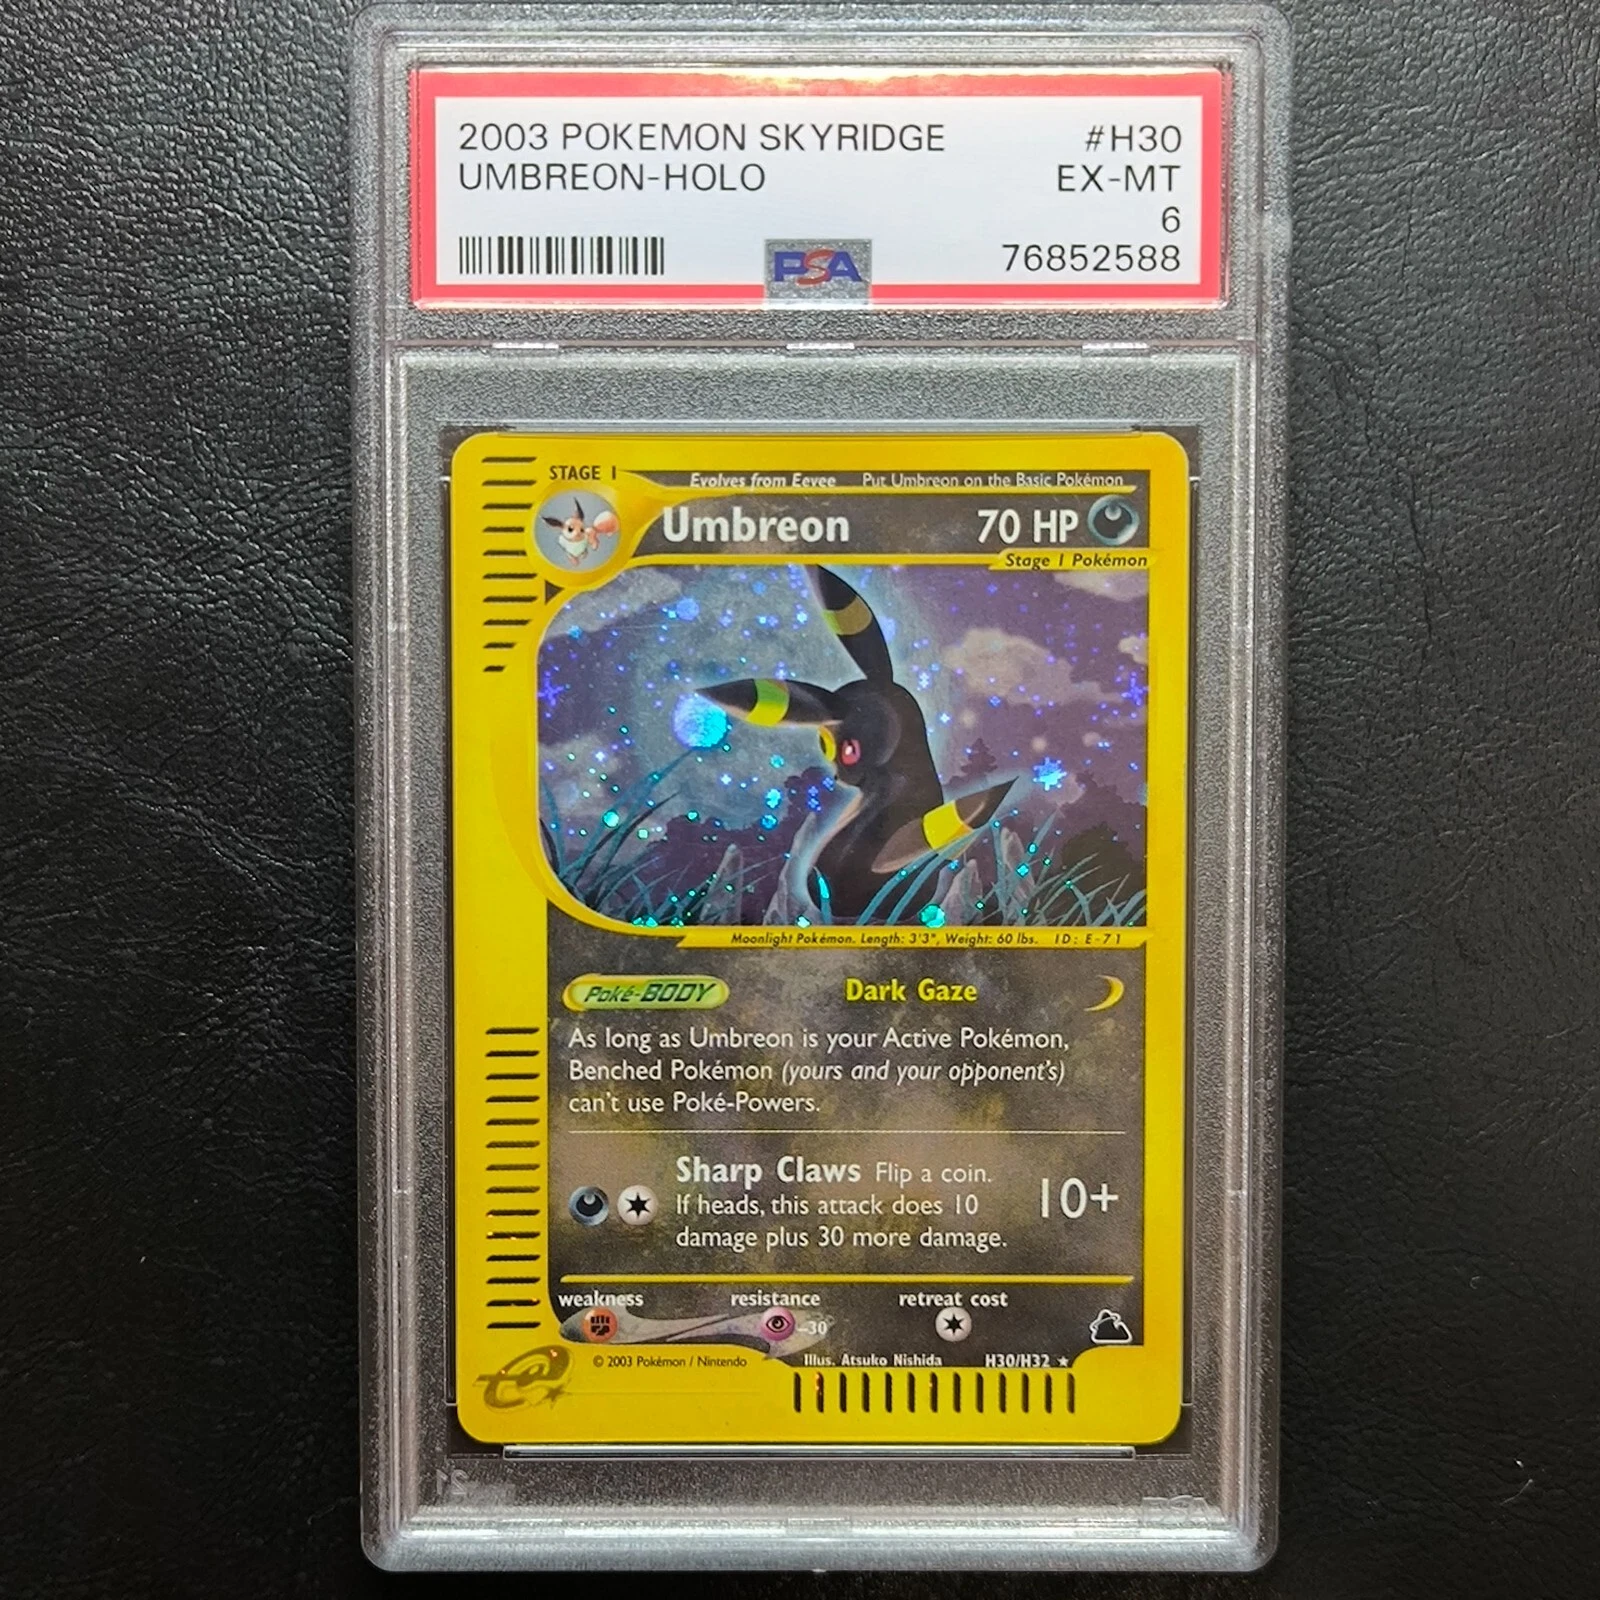 2003 POKEMON SKYRIDGE #H30
UMBREON-HOLO EX-MT
6
PSA 76852588
STAGE 1
Evolves from Eevee Put Umbreon on the Basic Pokémon
Umbreon 70 HP
Stage 1 Pokémon
Moonlight Pokémon. Length: 3'3", Weight: 60 lbs. ID: E-71
Poké-BODY Dark Gaze
As long as Umbreon is your Active Pokémon,
Benched Pokémon (yours and your opponent's)
can't use Poké-Powers.
Sharp Claws Flip a coin.
If heads, this attack does 10
damage plus 30 more damage.
10+
weakness resistance retreat cost
-30
© 2003 Pokémon / Nintendo Illus. Atsuko Nishida H30/H32 ★
e